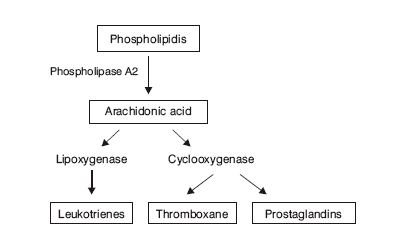 Phospholipidis
Phospholipase A2
Arachidonic acid
Lipoxygenase
Cyclooxygenase
Leukotrienes
Thromboxane
Prostaglandins